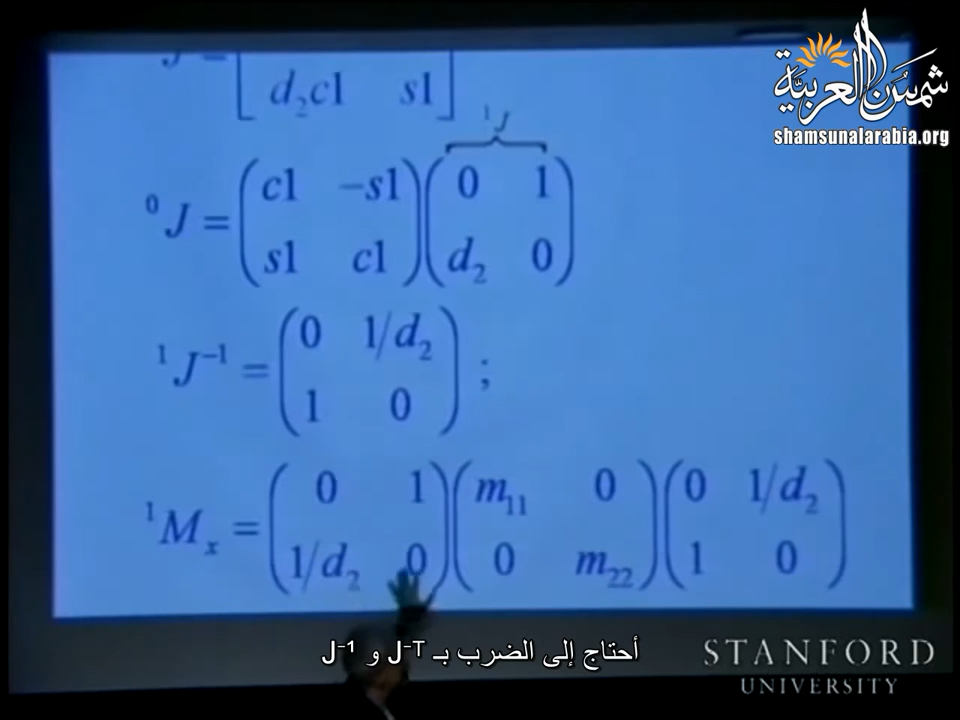 شمس العربية
shamsunalarabia.org
J = [ d₂c1 s1 ]
¹J
⁰J = ( c1 −s1 ; s1 c1 ) ( 0 1 ; d₂ 0 )
¹J⁻¹ = ( 0 1/d₂ ; 1 0 ) ;
¹Mₓ = ( 0 1 ; 1/d₂ 0 ) ( m₁₁ 0 ; 0 m₂₂ ) ( 0 1/d₂ ; 1 0 )
أحتاج إلى الضرب بـ J⁻ᵀ و J⁻¹
STANFORD
UNIVERSITY